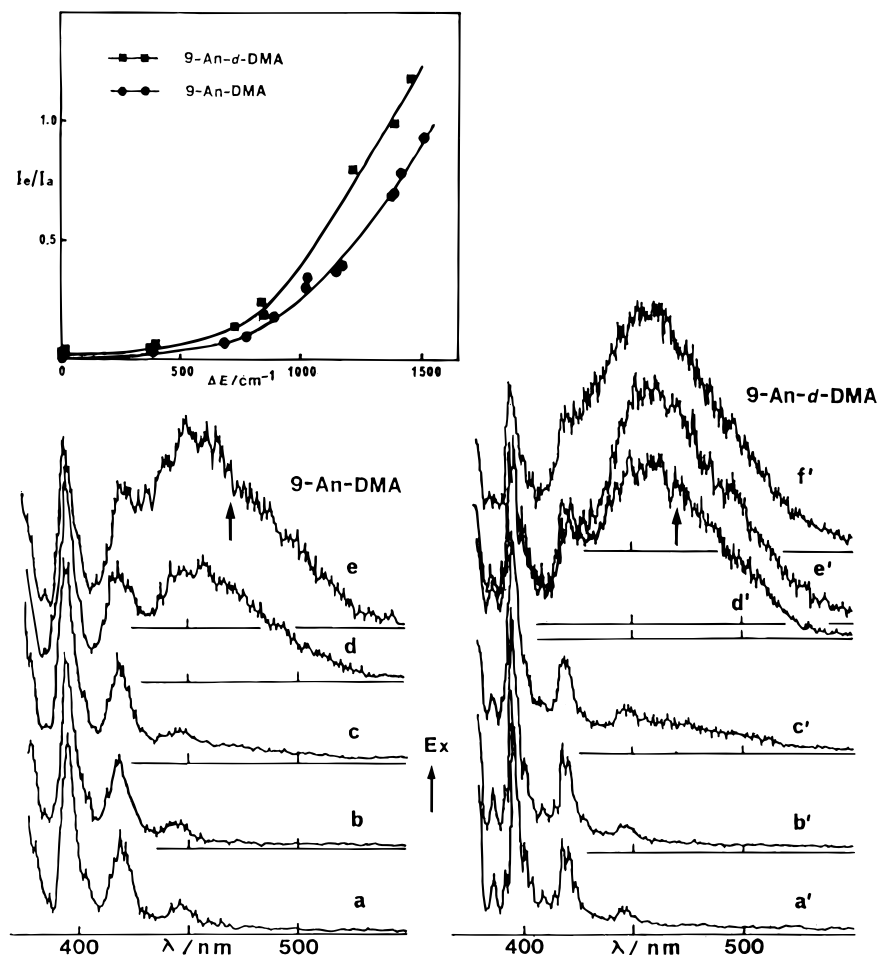 9-An-d-DMA
9-An-DMA
1.0
Ie/Ia
0.5
0
500
1000
1500
ΔE/cm⁻¹
9-An-DMA
e
d
c
b
a
400
λ/nm
500
Ex
9-An-d-DMA
f'
e'
d'
c'
b'
a'
400
λ/nm
500